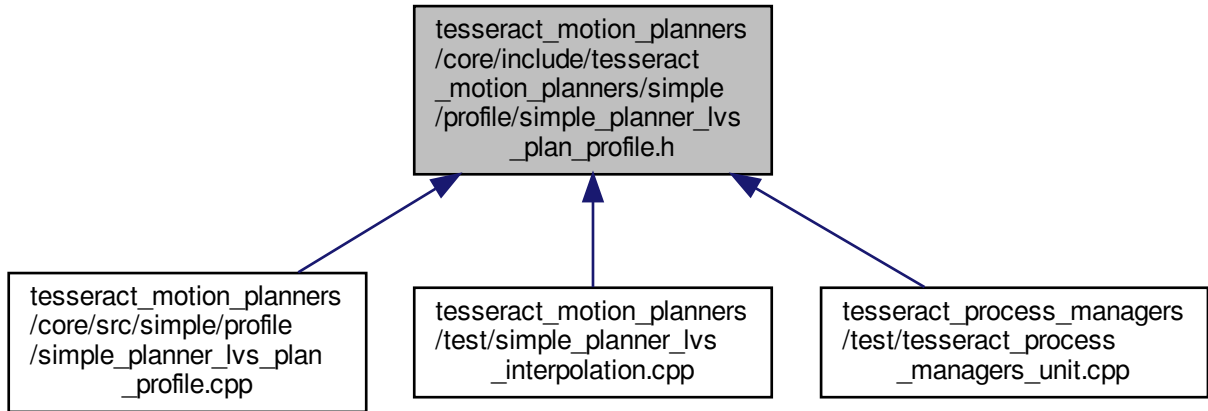 tesseract_motion_planners
/core/include/tesseract
_motion_planners/simple
/profile/simple_planner_lvs
_plan_profile.h
tesseract_motion_planners
/core/src/simple/profile
/simple_planner_lvs_plan
_profile.cpp
tesseract_motion_planners
/test/simple_planner_lvs
_interpolation.cpp
tesseract_process_managers
/test/tesseract_process
_managers_unit.cpp